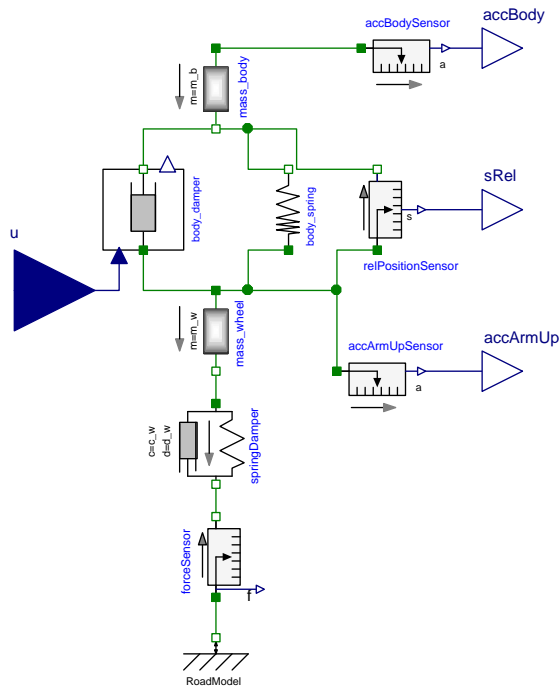 accBodySensor
accBody
a
m=m_b
mass_body
body_damper
body_spring
sRel
s
relPositionSensor
u
m=m_w
mass_wheel
accArmUpSensor
accArmUp
a
c=c_w
d=d_w
springDamper
forceSensor
f
RoadModel